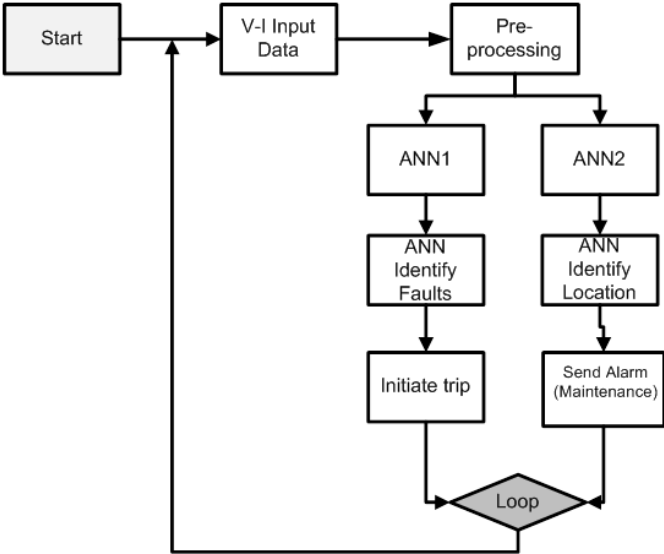 Start
V-I Input
Data
Pre-
processing
ANN1
ANN2
ANN
Identify
Faults
ANN
Identify
Location
Initiate trip
Send Alarm
(Maintenance)
Loop